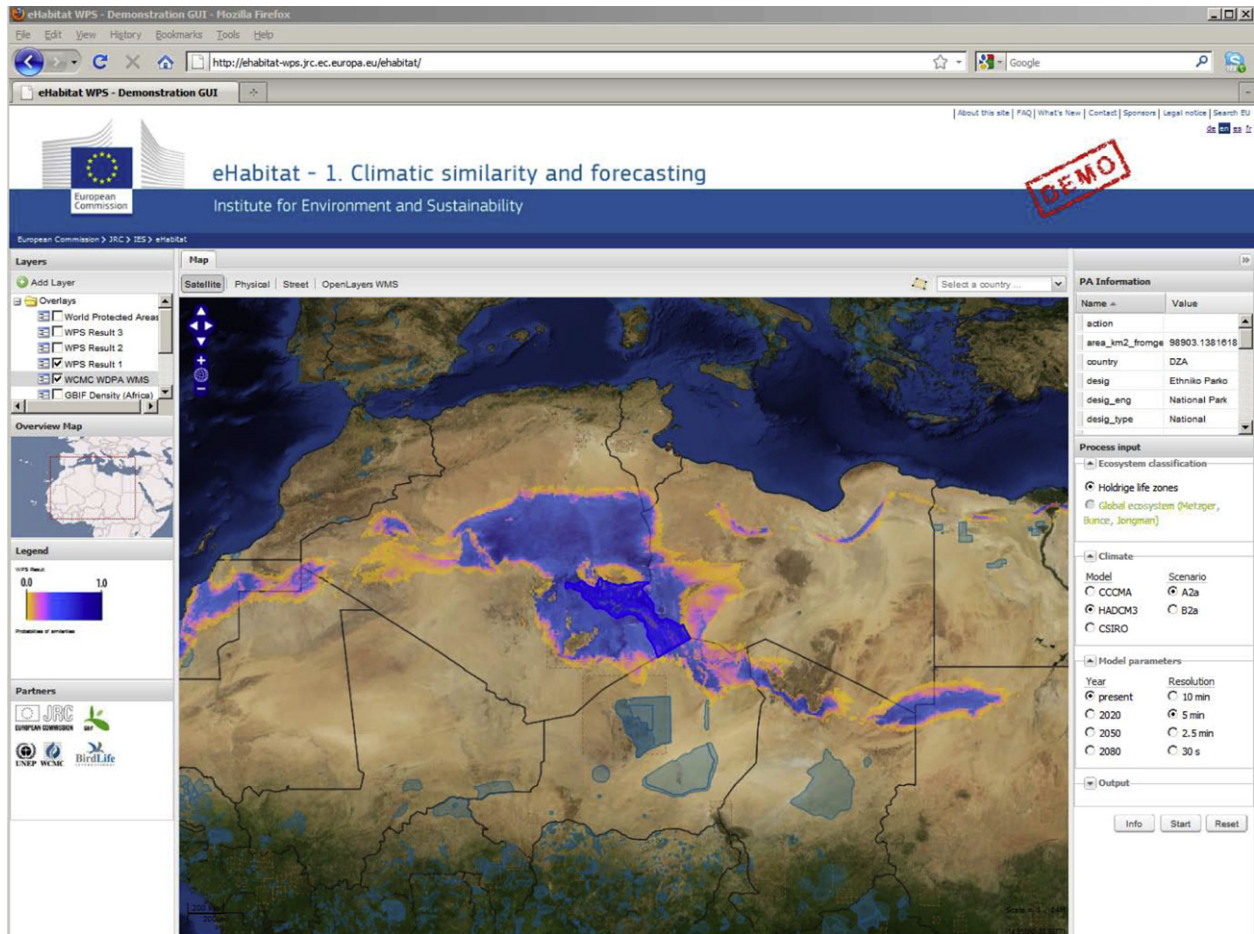 eHabitat WPS - Demonstration GUI - Mozilla Firefox
File Edit View History Bookmarks Tools Help
http://ehabitat-wps.jrc.ec.europa.eu/ehabitat/
Google
eHabitat WPS - Demonstration GUI
| About this site | FAQ | What's New | Contact | Sponsors | Legal notice | Search EU
de en es fr
eHabitat - 1. Climatic similarity and forecasting
DEMO
European
Commission
Institute for Environment and Sustainability
European Commission > JRC > IES > eHabitat
Layers
Add Layer
Overlays
World Protected Areas
WPS Result 3
WPS Result 2
WPS Result 1
WCMC WDPA WMS
GBIF Density (Africa)
Overview Map
Legend
WPS Result
0.0 1.0
Probabilities of similarities
Partners
JRC
EUROPEAN COMMISSION
UNEP WCMC
BirdLife
INTERNATIONAL
Map
Satellite Physical Street OpenLayers WMS
Select a country ...
PA Information
Name Value
action
area_km2_fromge 98903.1381618
country DZA
desig Ethniko Parko
desig_eng National Park
desig_type National
Process input
Ecosystem classification
Holdrige life zones
Global ecosystem (Metzger,
Bunce, Jongman)
Climate
Model Scenario
CCCMA A2a
HADCM3 B2a
CSIRO
Model parameters
Year Resolution
present 10 min
2020 5 min
2050 2.5 min
2080 30 s
Output
Info Start Reset